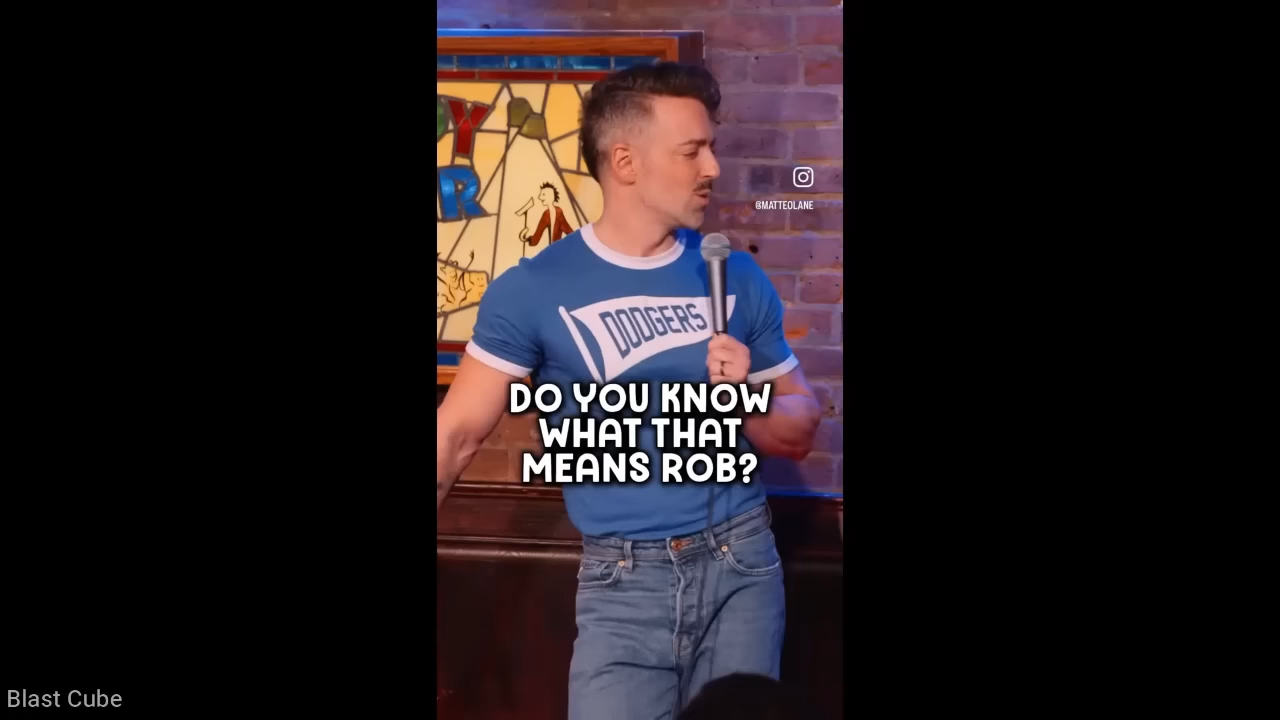 Y
R
@MATTEOLANE
DODGERS
DO YOU KNOW
WHAT THAT
MEANS ROB?
Blast Cube